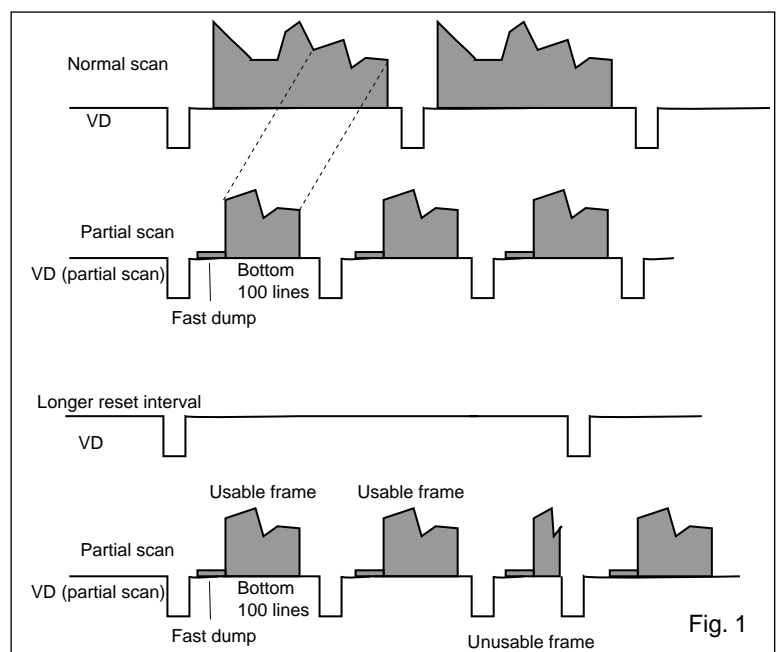 Normal scan
VD
Partial scan
VD (partial scan)
Bottom
100 lines
Fast dump
Longer reset interval
VD
Usable frame
Usable frame
Partial scan
VD (partial scan)
Bottom
100 lines
Fast dump
Unusable frame
Fig. 1